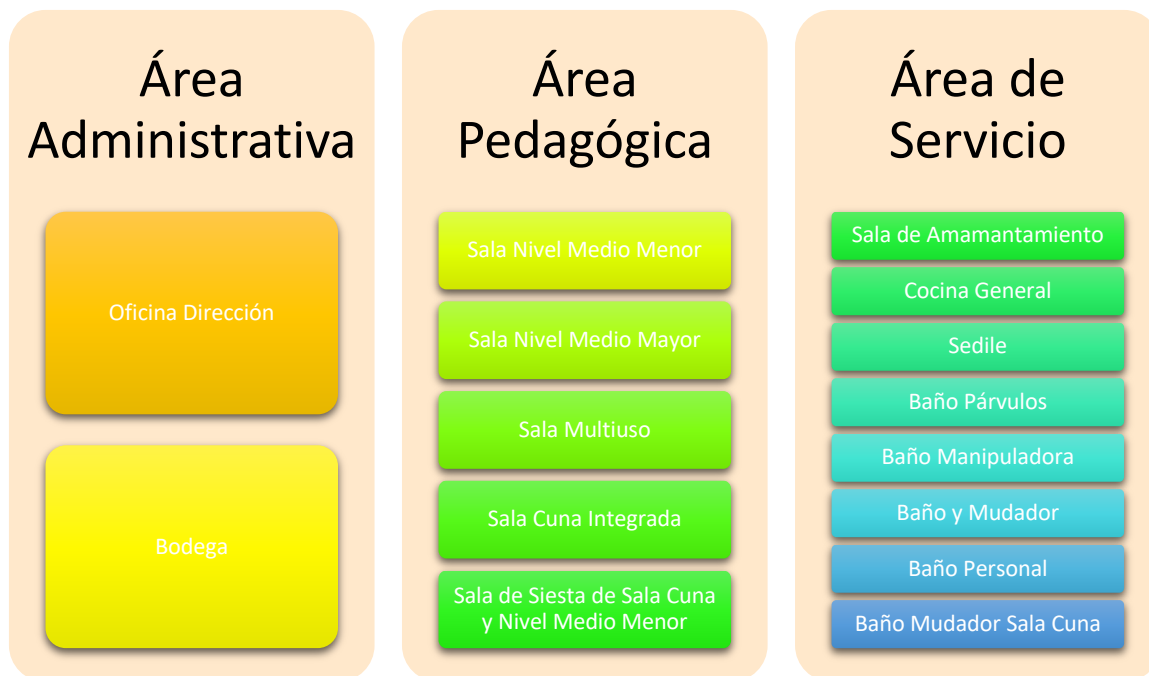 Área
Administrativa
Oficina Dirección
Bodega
Área
Pedagógica
Sala Nivel Medio Menor
Sala Nivel Medio Mayor
Sala Multiuso
Sala Cuna Integrada
Sala de Siesta de Sala Cuna
y Nivel Medio Menor
Área de
Servicio
Sala de Amamantamiento
Cocina General
Sedile
Baño Párvulos
Baño Manipuladora
Baño y Mudador
Baño Personal
Baño Mudador Sala Cuna